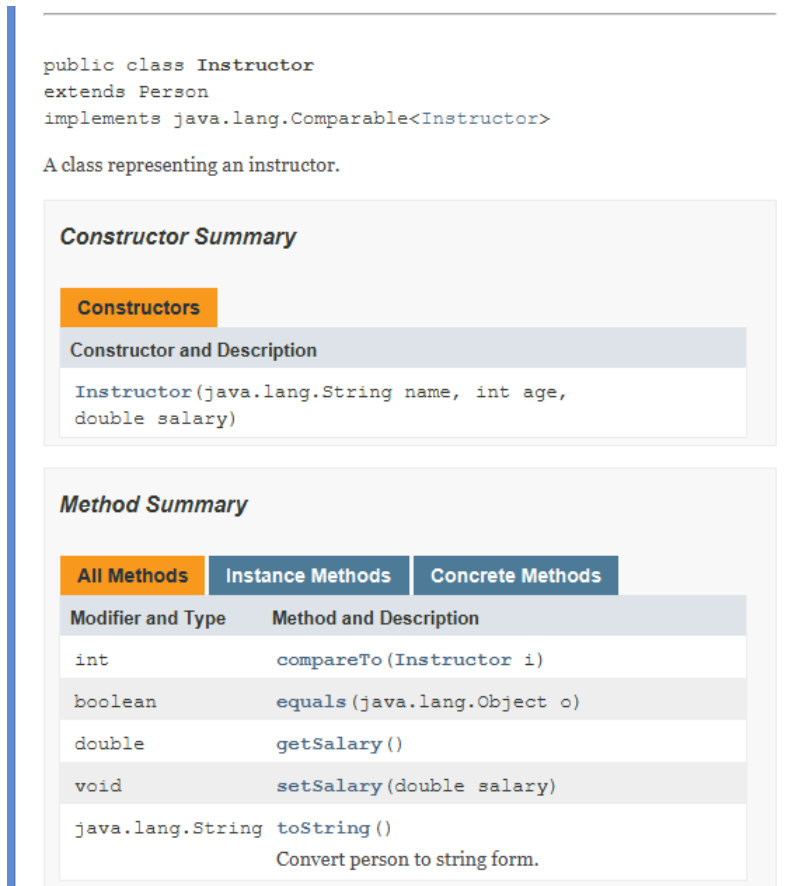 public class Instructor
extends Person
implements java.lang.Comparable<Instructor>
A class representing an instructor.
Constructor Summary
Constructors
Constructor and Description
Instructor(java.lang.String name, int age,
double salary)
Method Summary
All Methods Instance Methods Concrete Methods
Modifier and Type Method and Description
int compareTo(Instructor i)
boolean equals(java.lang.Object o)
double getSalary()
void setSalary(double salary)
java.lang.String toString()
Convert person to string form.